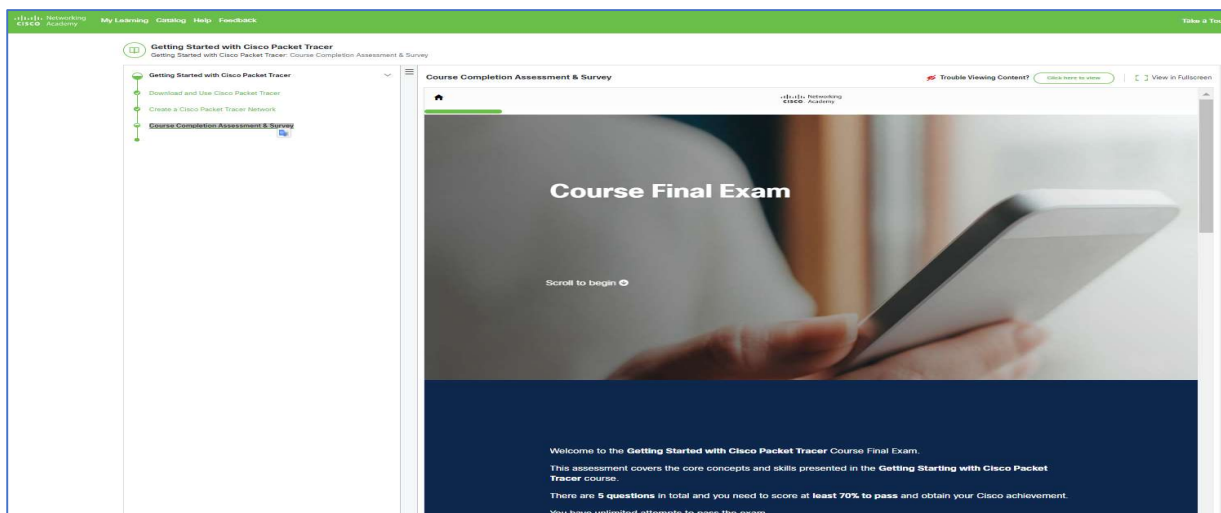 Networking
CISCO Academy
My Learning Catalog Help Feedback
Take a Tou
Getting Started with Cisco Packet Tracer
Getting Started with Cisco Packet Tracer: Course Completion Assessment & Survey
Getting Started with Cisco Packet Tracer
Download and Use Cisco Packet Tracer
Create a Cisco Packet Tracer Network
Course Completion Assessment & Survey
Course Completion Assessment & Survey
Trouble Viewing Content? Click here to view
View in Fullscreen
Networking
CISCO Academy
Course Final Exam
Scroll to begin
Welcome to the Getting Started with Cisco Packet Tracer Course Final Exam.
This assessment covers the core concepts and skills presented in the Getting Starting with Cisco Packet
Tracer course.
There are 5 questions in total and you need to score at least 70% to pass and obtain your Cisco achievement.
You have unlimited attempts to pass the exam